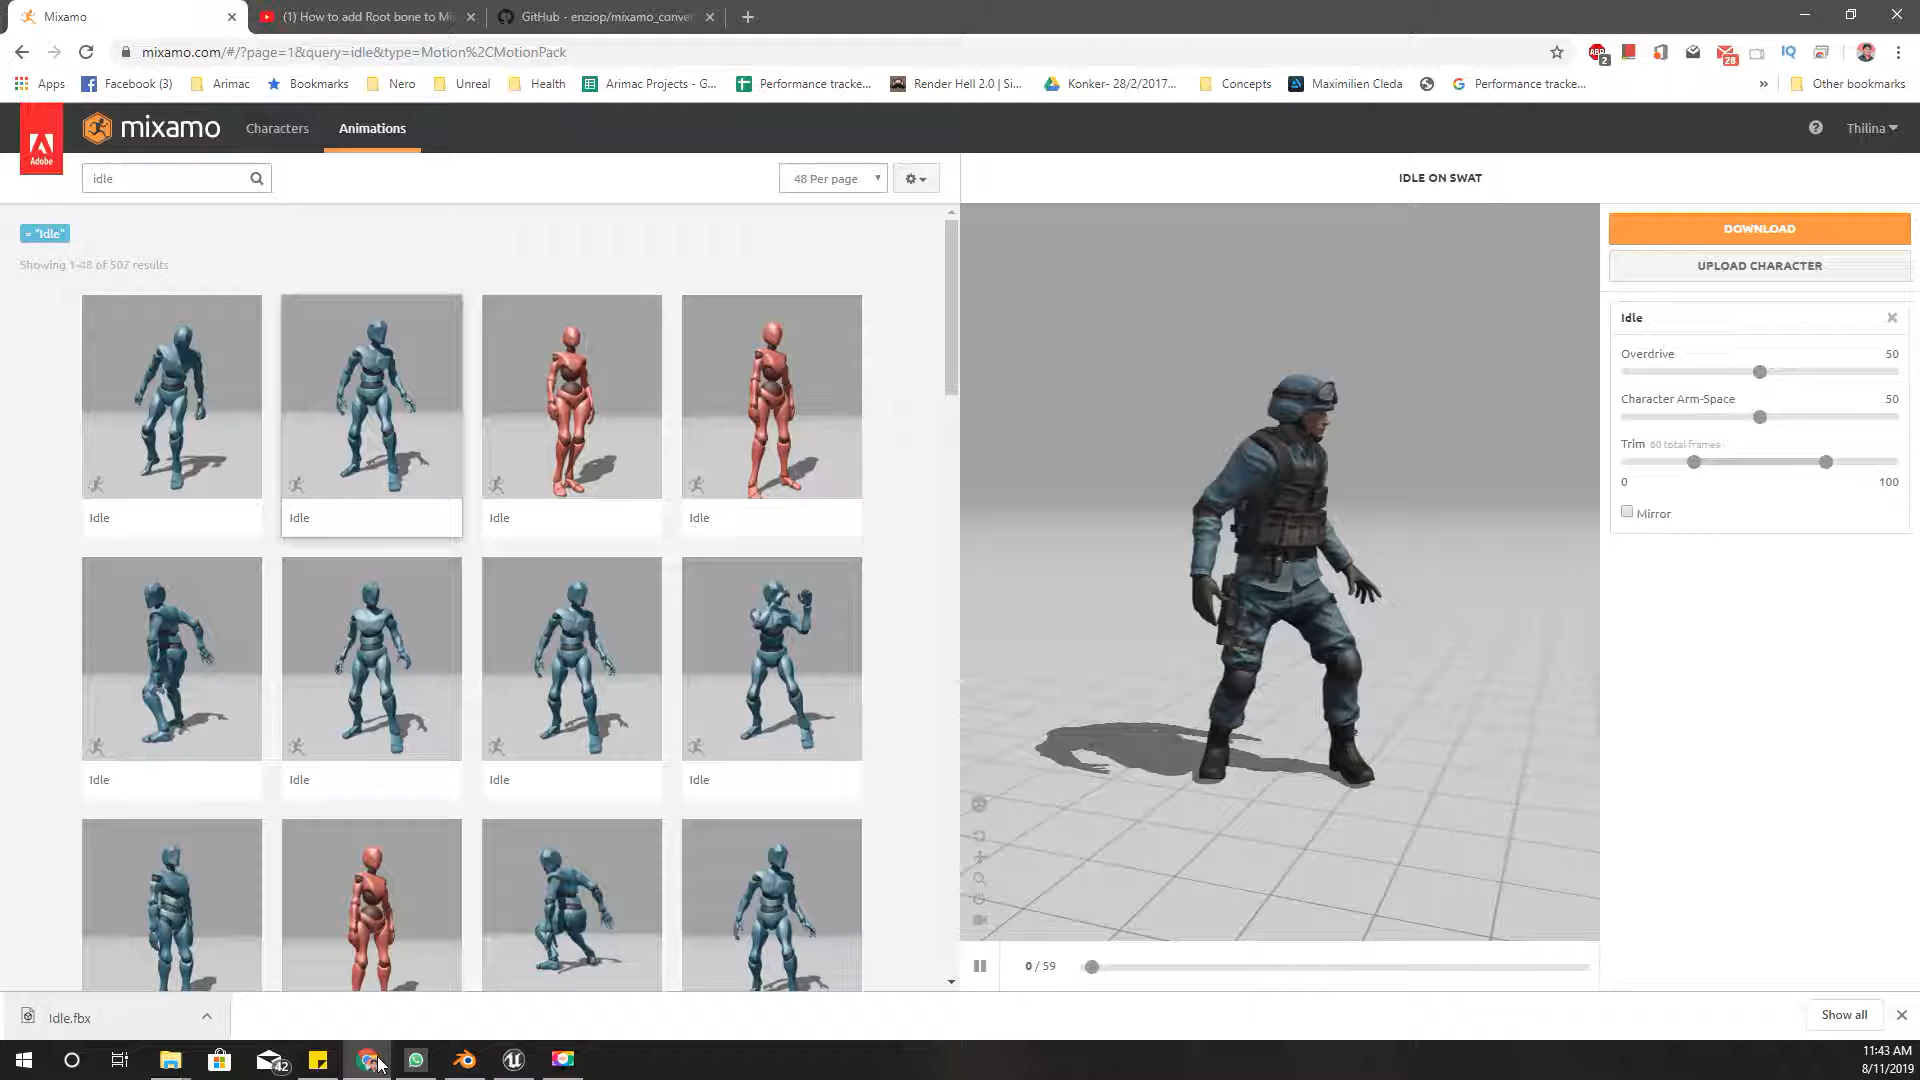 Mixamo
(1) How to add Root bone to Mi
GitHub - enziop/mixamo_conver
mixamo.com/#/?page=1&query=idle&type=Motion%2CMotionPack
ABP
2
28
IQ
Apps
Facebook (3)
Arimac
Bookmarks
Nero
Unreal
Health
Arimac Projects - G...
Performance tracke...
Render Hell 2.0 | Si...
Konker- 28/2/2017...
Concepts
Maximilien Cleda
Performance tracke...
»
Other bookmarks
Adobe
mixamo
Characters
Animations
Thilina
idle
48 Per page
IDLE ON SWAT
× "Idle"
Showing 1-48 of 507 results
DOWNLOAD
UPLOAD CHARACTER
Idle
Overdrive 50
Character Arm-Space 50
Trim 60 total frames
0 100
Mirror
Idle
Idle
Idle
Idle
Idle
Idle
Idle
Idle
0 / 59
Idle.fbx
Show all
42
11:43 AM
8/11/2019